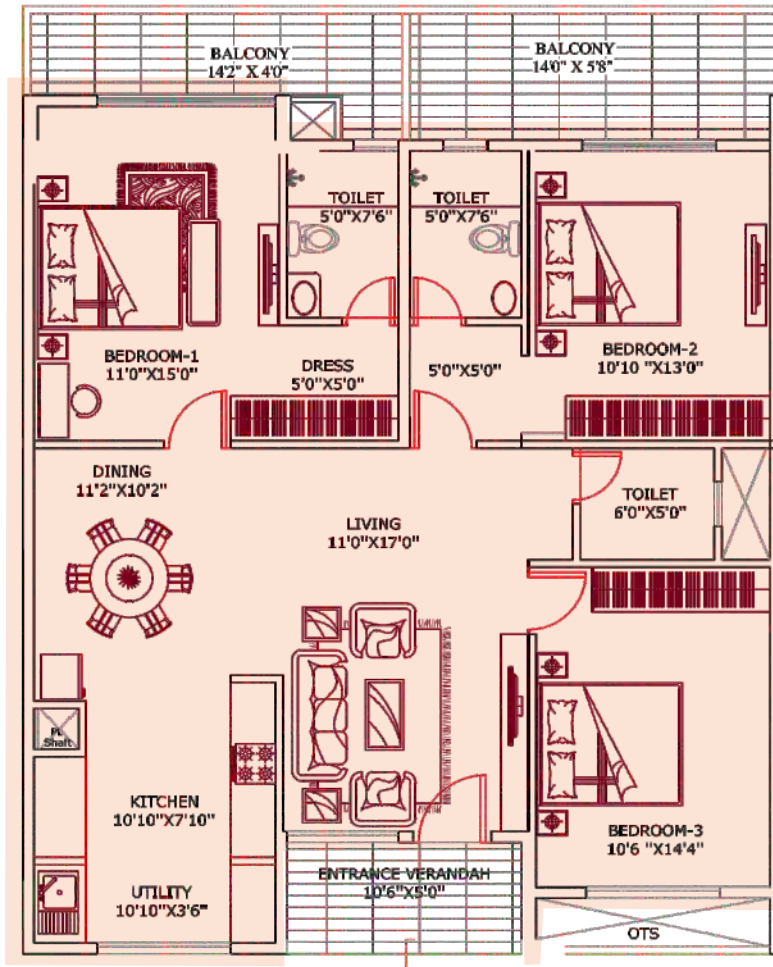 BALCONY
14'2" X 4'0"
BALCONY
14'0" X 5'8"
TOILET
5'0"X7'6"
TOILET
5'0"X7'6"
BEDROOM-1
11'0"X15'0"
DRESS
5'0"X5'0"
5'0"X5'0"
BEDROOM-2
10'10 "X13'0"
DINING
11'2"X10'2"
LIVING
11'0"X17'0"
TOILET
6'0"X5'0"
Shaft
KITCHEN
10'10"X7'10"
BEDROOM-3
10'6 "X14'4"
UTILITY
10'10"X3'6"
ENTRANCE VERANDAH
10'6"X5'0"
OTS